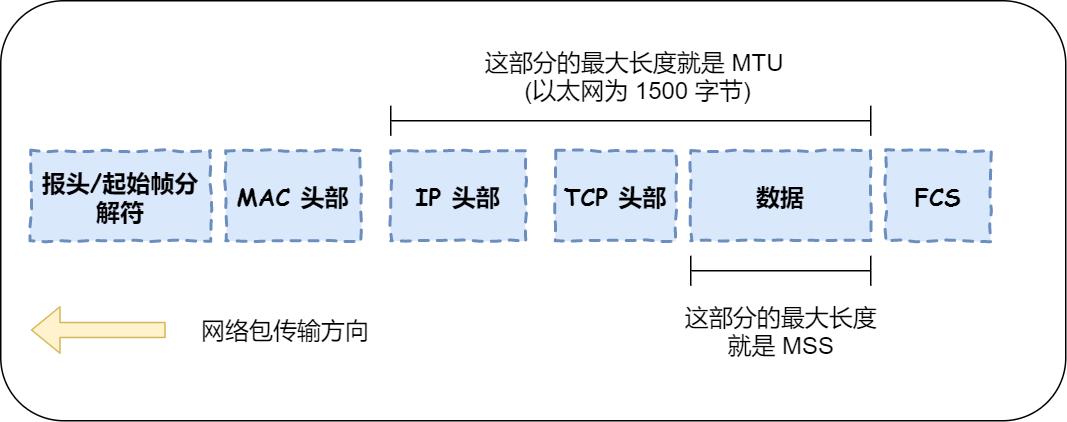 这部分的最大长度就是 MTU
(以太网为 1500 字节)
报头/起始帧分
解符
MAC 头部
IP 头部
TCP 头部
数据
FCS
网络包传输方向
这部分的最大长度
就是 MSS